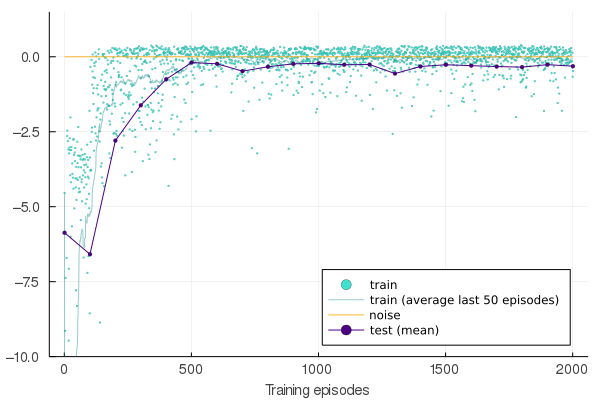 0.0
−2.5
−5.0
−7.5
−10.0
0
500
1000
1500
2000
Training episodes
train
train (average last 50 episodes)
noise
test (mean)